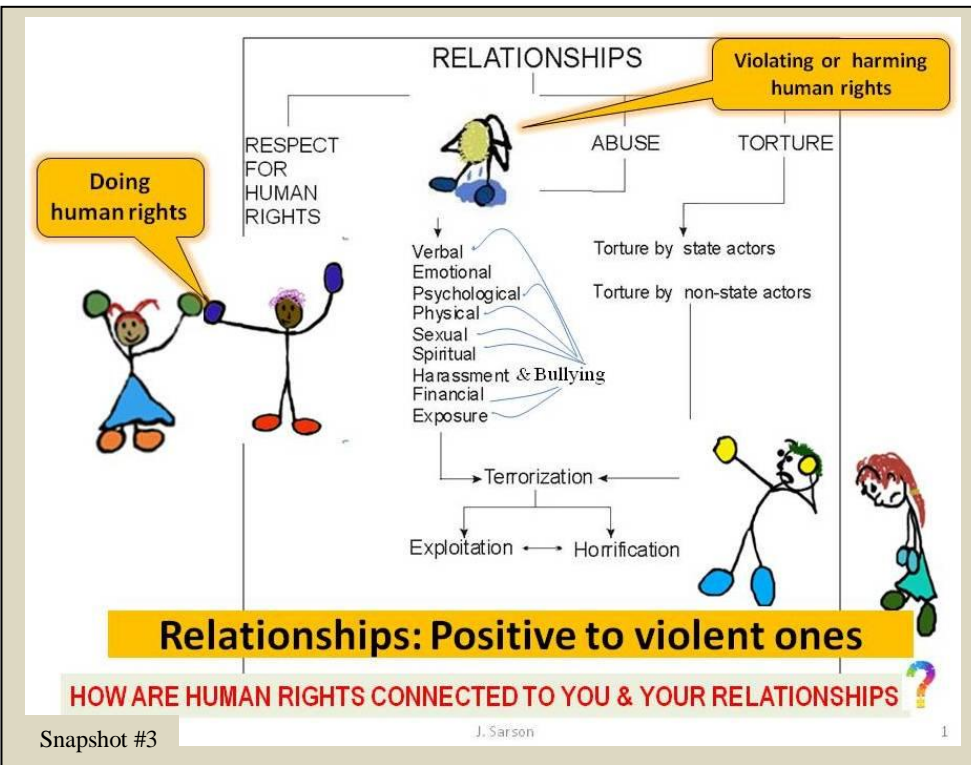 RELATIONSHIPS
Violating or harming
human rights
RESPECT
FOR
HUMAN
RIGHTS
ABUSE
TORTURE
Doing
human rights
Verbal
Emotional
Psychological
Physical
Sexual
Spiritual
Harassment & Bullying
Financial
Exposure
Torture by state actors
Torture by non-state actors
Terrorization
Exploitation
Horrification
Relationships: Positive to violent ones
HOW ARE HUMAN RIGHTS CONNECTED TO YOU & YOUR RELATIONSHIPS ?
Snapshot #3
J. Sarson
1